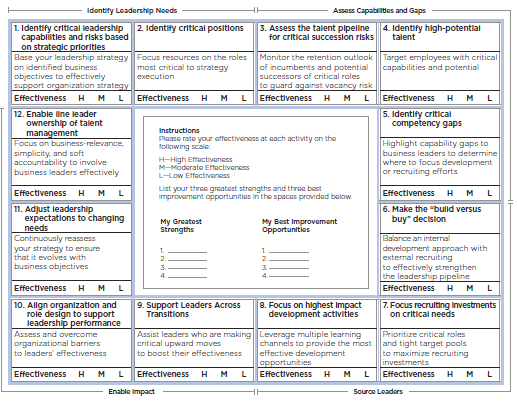 Identify Leadership Needs
Assess Capabilities and Gaps
1. Identify critical leadership
capabilities and risks based
on strategic priorities
Base your leadership strategy
on identified business
objectives to effectively
support organization strategy
Effectiveness H M L
2. Identify critical positions
Focus resources on the roles
most critical to strategy
execution
Effectiveness H M L
3. Assess the talent pipeline
for critical succession risks
Monitor the retention outlook
of incumbents and potential
successors of critical roles
to guard against vacancy risk
Effectiveness H M L
4. Identify high-potential
talent
Target employees with critical
capabilities and potential
Effectiveness H M L
12. Enable line leader
ownership of talent
management
Focus on business-relevance,
simplicity, and soft
accountability to involve
business leaders effectively
Effectiveness H M L
Instructions
Please rate your effectiveness at each activity on the
following scale:
H—High Effectiveness
M—Moderate Effectiveness
L—Low Effectiveness
List your three greatest strengths and three best
improvement opportunities in the spaces provided below.
My Greatest
Strengths
1.
2.
3.
4.
My Best Improvement
Opportunities
1.
2.
3.
4.
5. Identify critical
competency gaps
Highlight capability gaps to
business leaders to determine
where to focus development
or recruiting efforts
Effectiveness H M L
11. Adjust leadership
expectations to changing
needs
Continuously reassess
your strategy to ensure
that it evolves with
business objectives
Effectiveness H M L
6. Make the “build versus
buy” decision
Balance an internal
development approach with
external recruiting
to effectively strengthen
the leadership pipeline
Effectiveness H M L
10. Align organization and
role design to support
leadership performance
Assess and overcome
organizational barriers
to leaders’ effectiveness
Effectiveness H M L
9. Support Leaders Across
Transitions
Assist leaders who are making
critical upward moves
to boost their effectiveness
Effectiveness H M L
8. Focus on highest impact
development activities
Leverage multiple learning
channels to provide the most
effective development
opportunities
Effectiveness H M L
7. Focus recruiting investments
on critical needs
Prioritize critical roles
and tight target pools
to maximize recruiting
investments
Effectiveness H M L
Enable Impact
Source Leaders